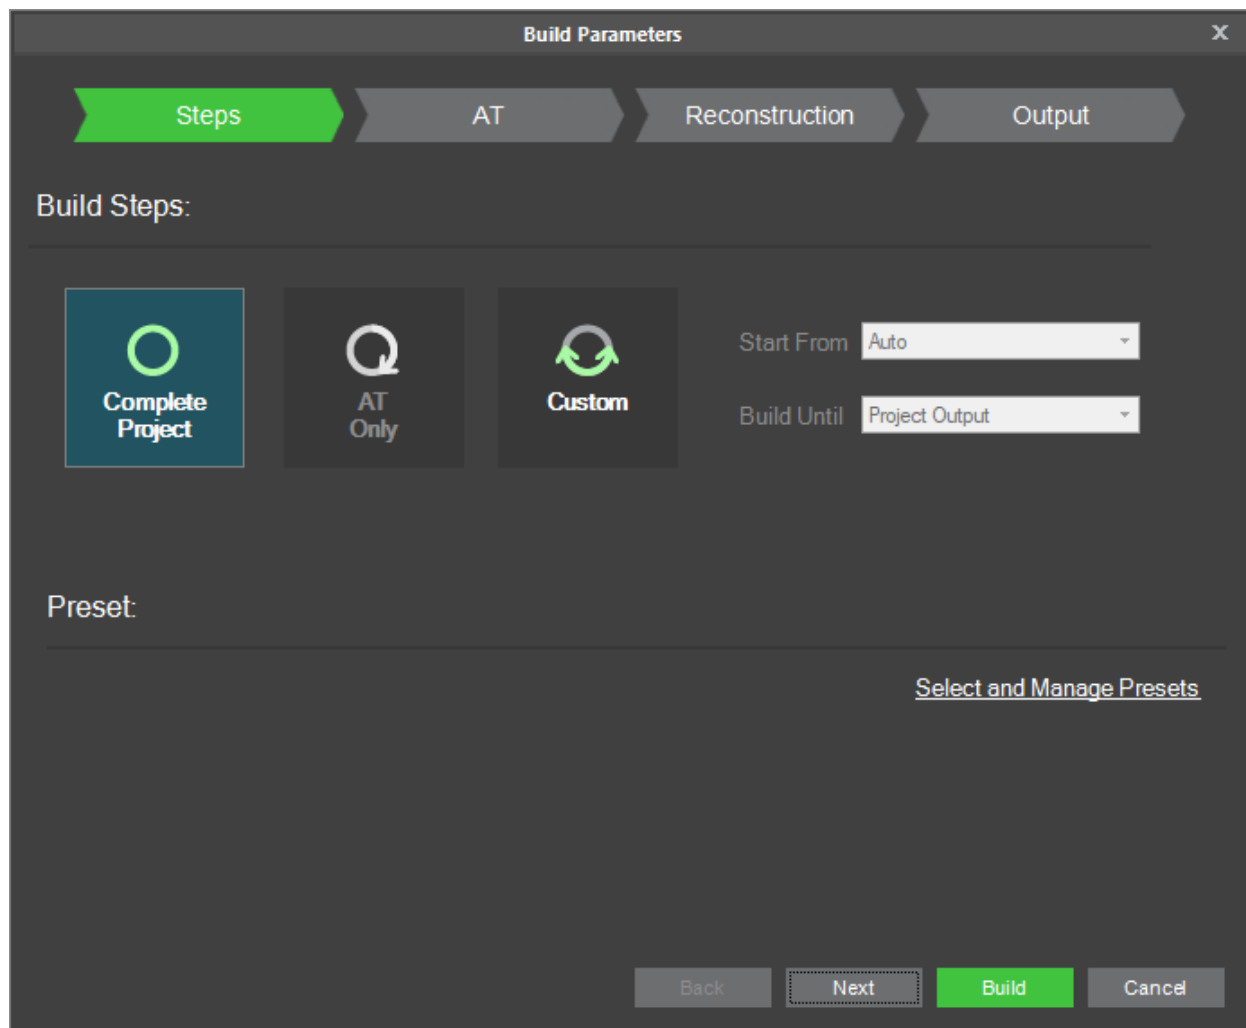 Build Parameters
X
Steps
AT
Reconstruction
Output
Build Steps:
Complete
Project
AT
Only
Custom
Start From
Auto
Build Until
Project Output
Preset:
Select and Manage Presets
Back
Next
Build
Cancel